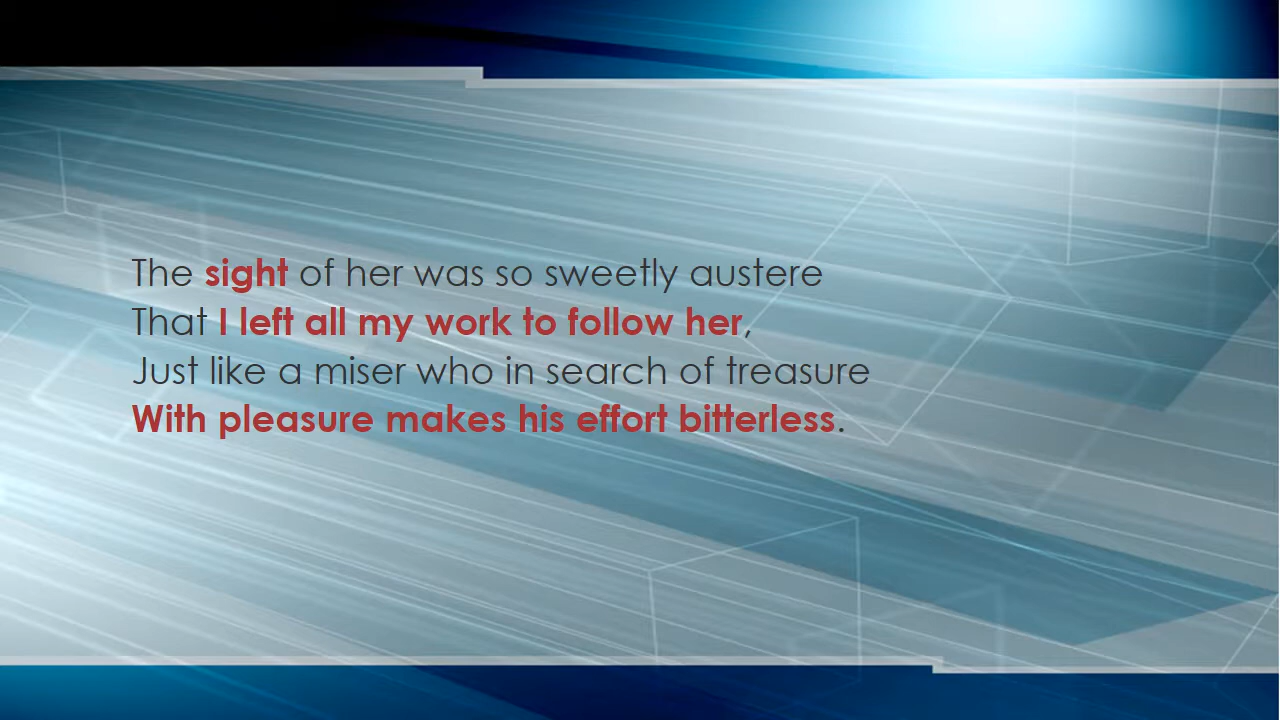 The sight of her was so sweetly austere
That I left all my work to follow her,
Just like a miser who in search of treasure
With pleasure makes his effort bitterless.